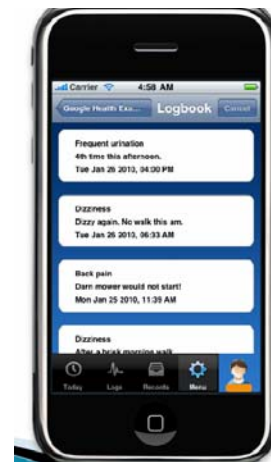 Carrier 4:58 AM
Google Health Exa... Logbook Cancel
Frequent urination
4th time this afternoon.
Tue Jan 26 2010, 04:00 PM
Dizziness
Dizzy again. No walk this am.
Tue Jan 26 2010, 06:33 AM
Back pain
Darn mower would not start!
Mon Jan 25 2010, 11:39 AM
Dizziness
After a brisk morning walk
Today Logs Records Menu